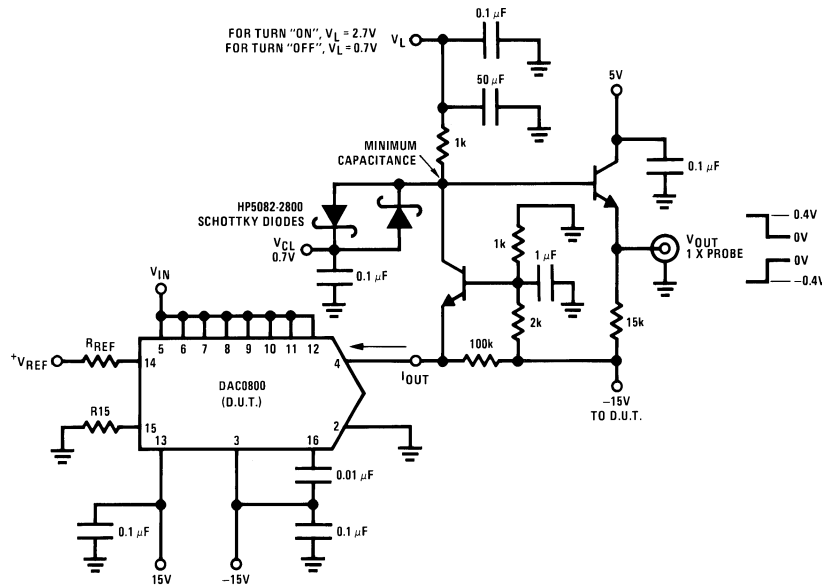 FOR TURN "ON", VL = 2.7V
FOR TURN "OFF", VL = 0.7V
VL
0.1 μF
50 μF
5V
1k
MINIMUM
CAPACITANCE
0.1 μF
HP5082-2800
SCHOTTKY DIODES
VCL
0.7V
0.1 μF
1k
1 μF
2k
0.4V
0V
VOUT
1 X PROBE
0V
-0.4V
15k
100k
-15V
TO D.U.T.
VIN
5 6 7 8 9 10 11 12
+VREF
RREF
14
4
IOUT
DAC0800
(D.U.T.)
R15
15
2
13
3
16
0.01 μF
0.1 μF
0.1 μF
15V
-15V